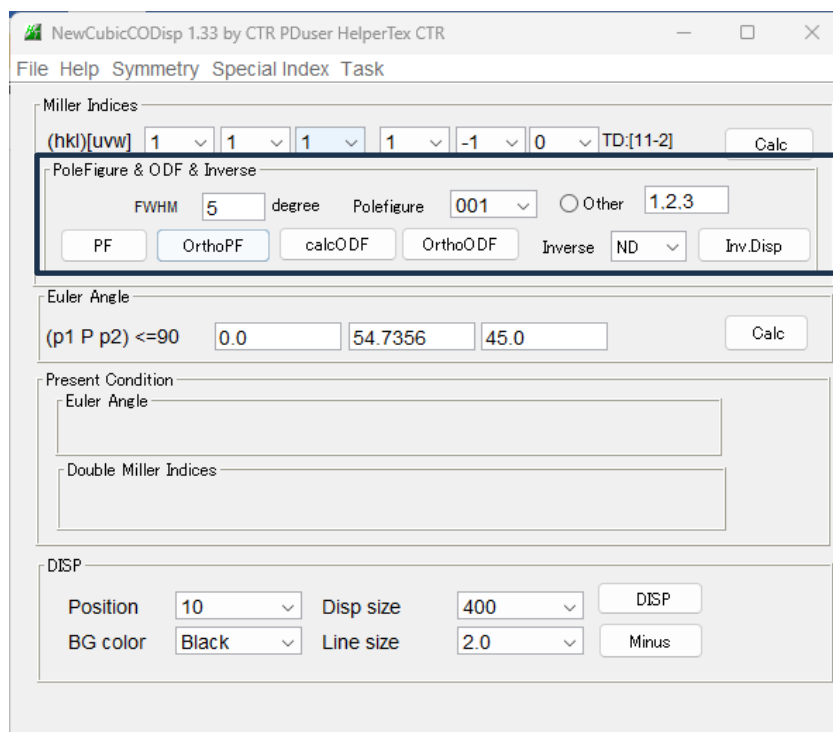 NewCubicCODisp 1.33 by CTR PDuser HelperTex CTR
File Help Symmetry Special Index Task
Miller Indices
(hkl)[uvw] 1 1 1 1 -1 0 TD:[11-2] Calc
PoleFigure & ODF & Inverse
FWHM 5 degree Polefigure 001 Other 1,2,3
PF OrthoPF calcODF OrthoODF Inverse ND Inv.Disp
Euler Angle
(p1 P p2) <=90 0.0 54.7356 45.0 Calc
Present Condition
Euler Angle
Double Miller Indices
DISP
Position 10 Disp size 400 DISP
BG color Black Line size 2.0 Minus